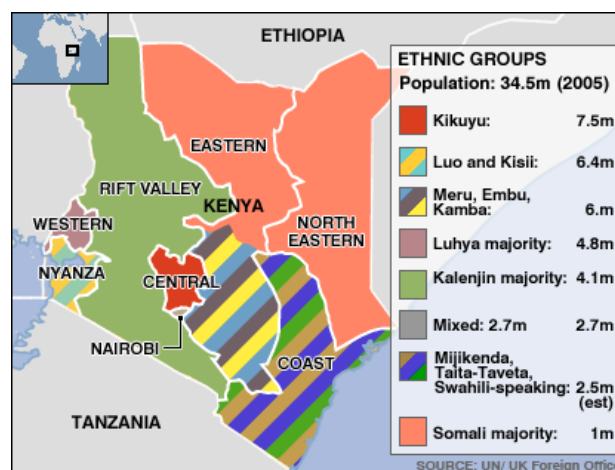 ETHIOPIA
EASTERN
RIFT VALLEY
KENYA
NORTH
EASTERN
WESTERN
NYANZA
CENTRAL
NAIROBI
COAST
TANZANIA
ETHNIC GROUPS
Population: 34.5m (2005)
Kikuyu: 7.5m
Luo and Kisii: 6.4m
Meru, Embu,
Kamba: 6.m
Luhya majority: 4.8m
Kalenjin majority: 4.1m
Mixed: 2.7m 2.7m
Mijikenda,
Taita-Taveta,
Swahili-speaking: 2.5m
(est)
Somali majority: 1m
SOURCE: UN/ UK Foreign Offic